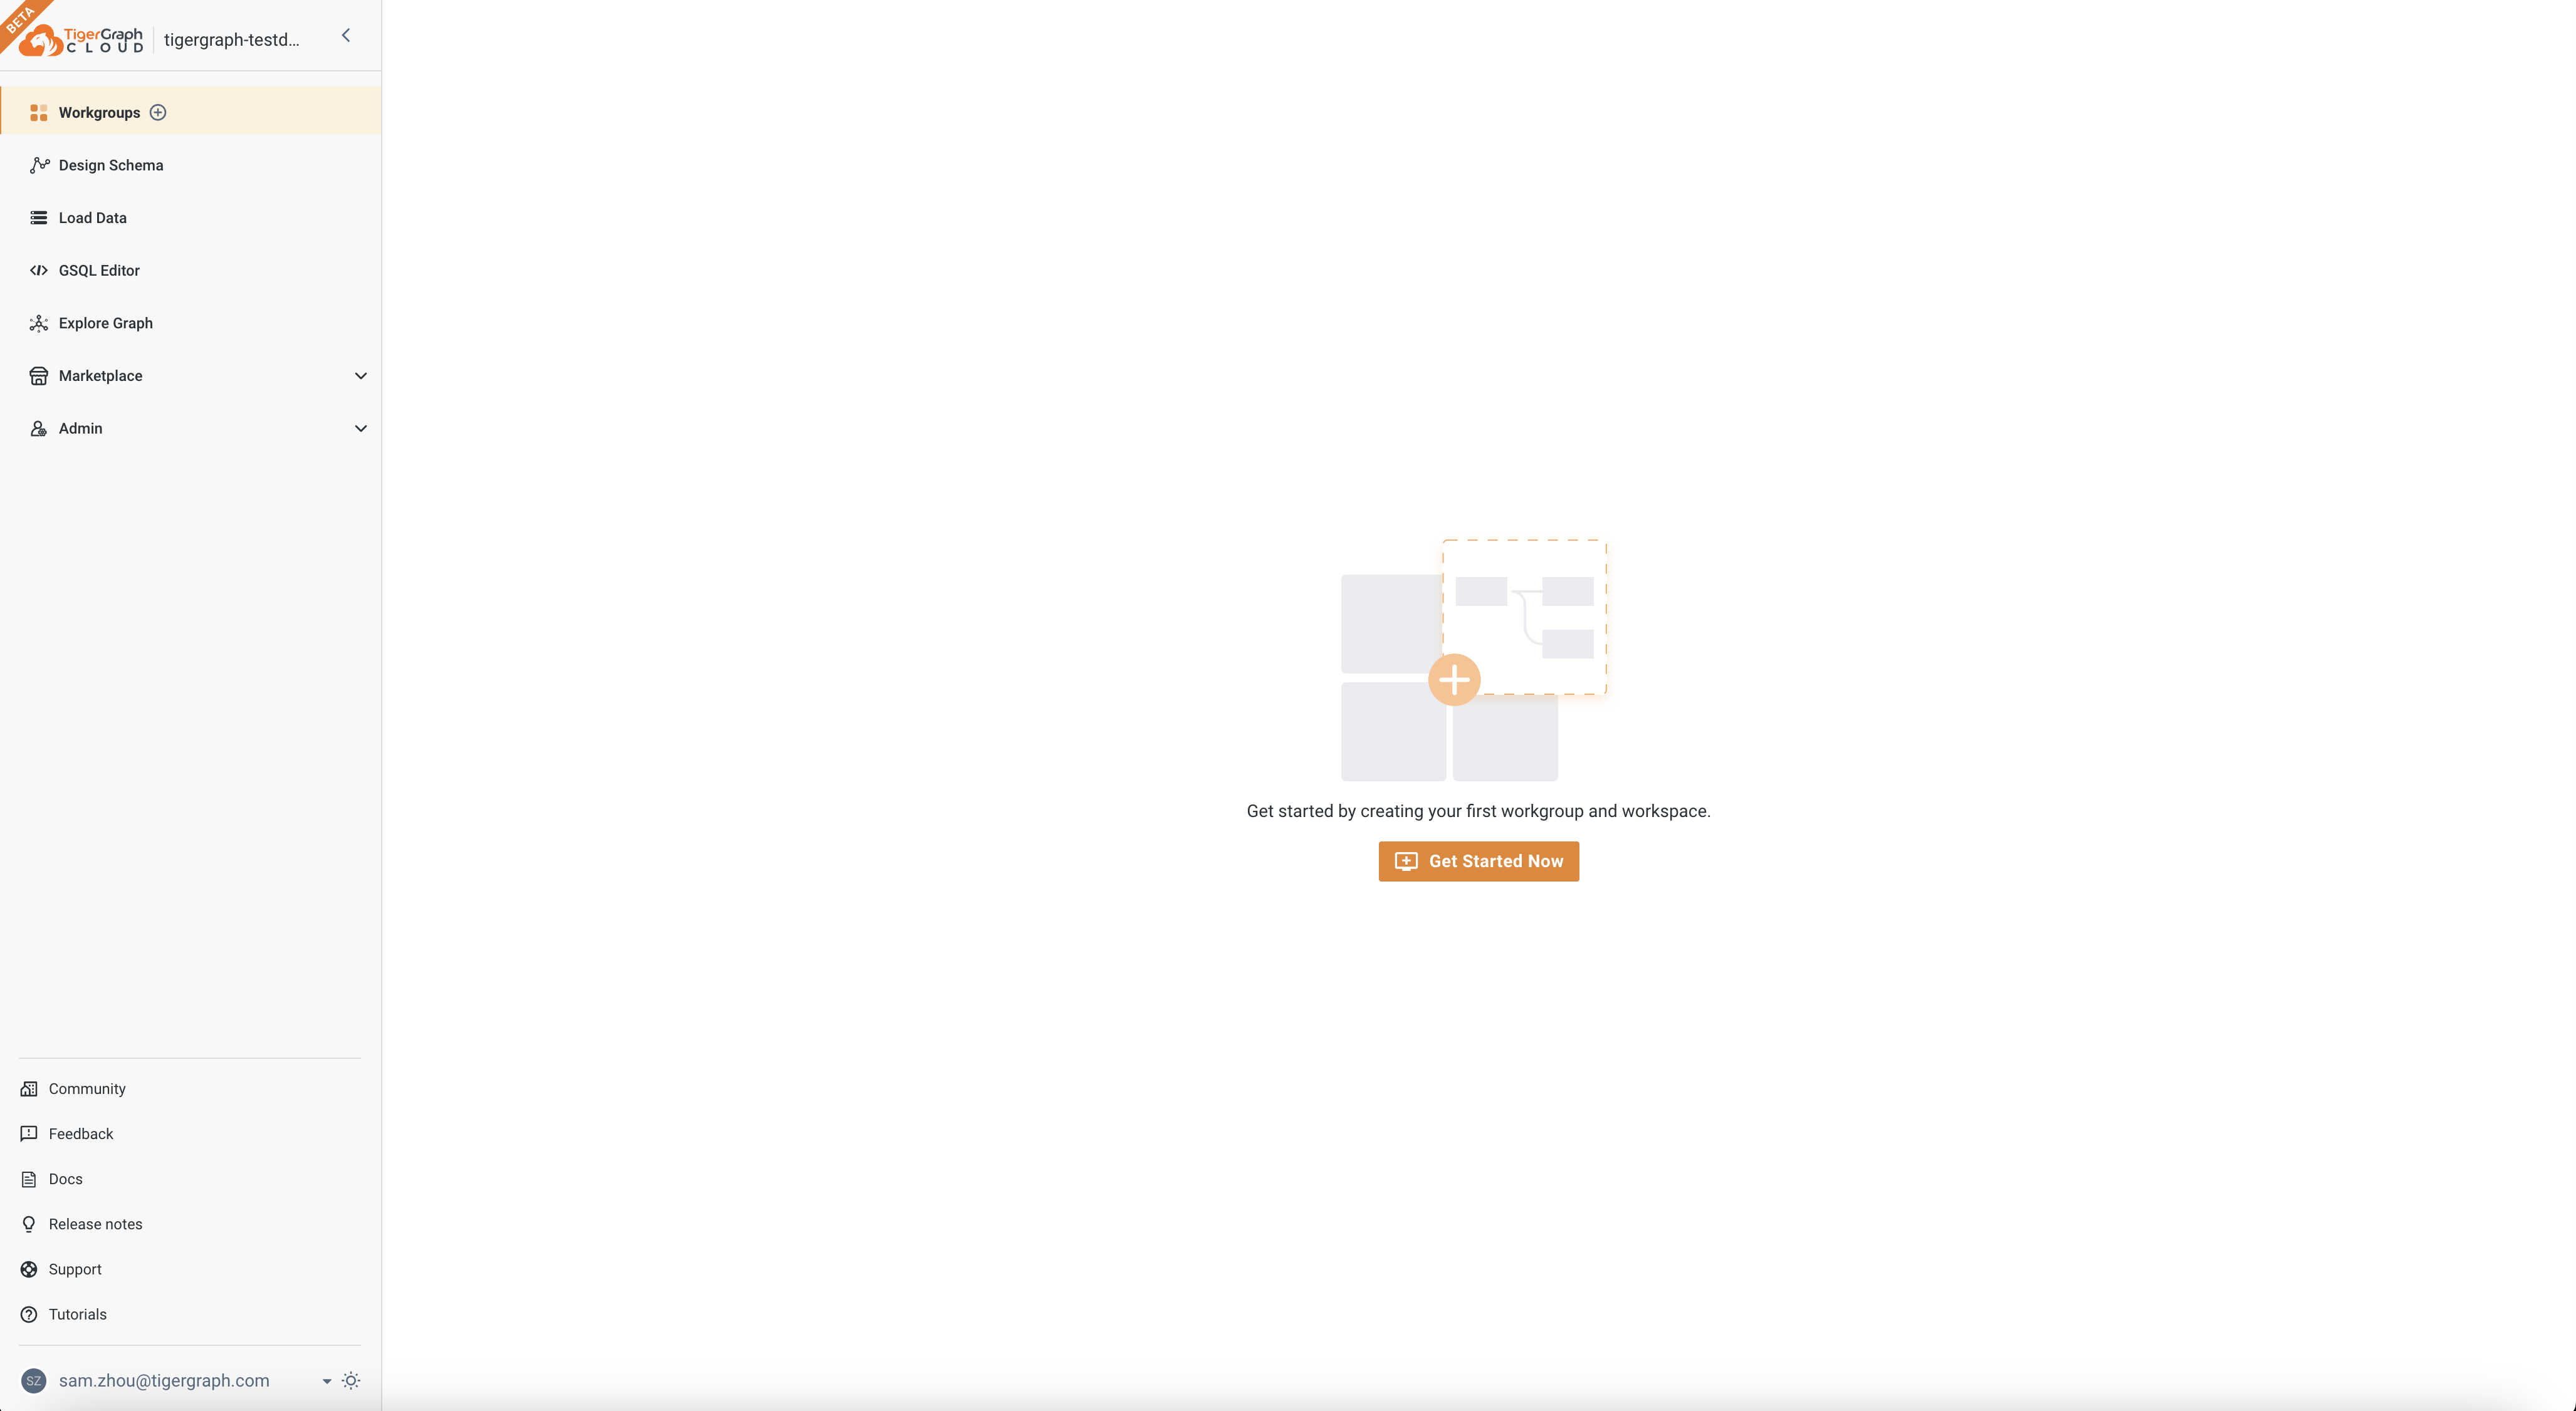 BETA
TigerGraph
CLOUD
tigergraph-testd...
Workgroups
Design Schema
Load Data
GSQL Editor
Explore Graph
Marketplace
Admin
Get started by creating your first workgroup and workspace.
Get Started Now
Community
Feedback
Docs
Release notes
Support
Tutorials
SZ
sam.zhou@tigergraph.com